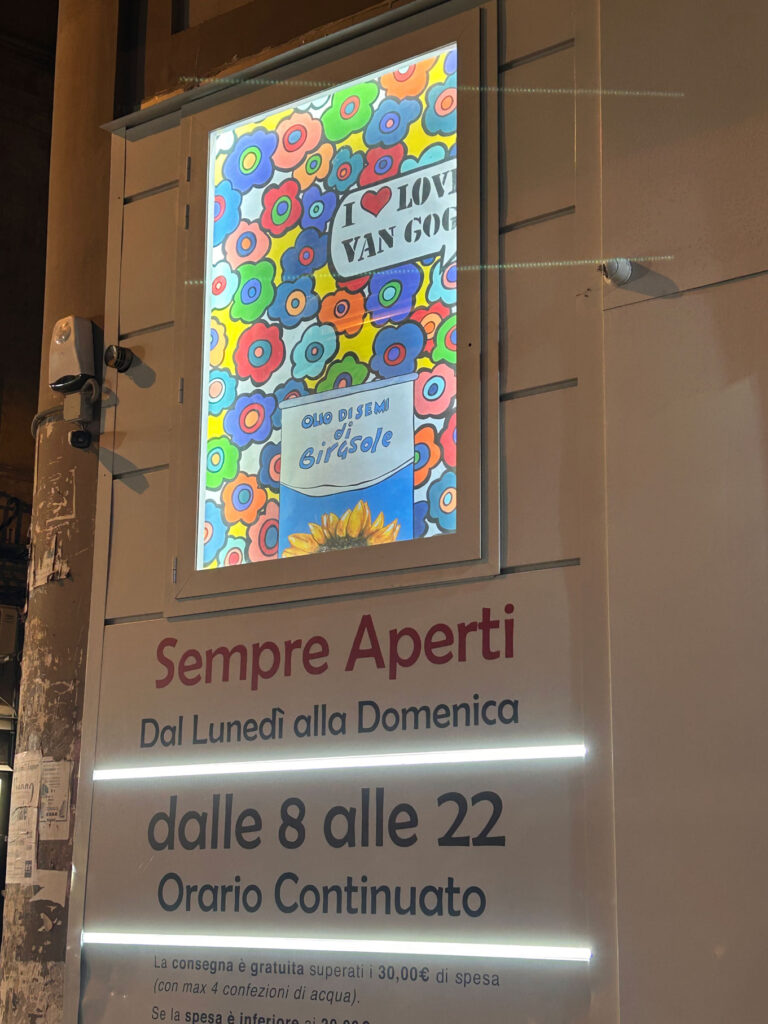 I ❤ LOVE
VAN GOG
OLIO DI SEMI
di
Girasole
Sempre Aperti
Dal Lunedì alla Domenica
dalle 8 alle 22
Orario Continuato
La consegna è gratuita superati i 30,00€ di spesa
(con max 4 confezioni di acqua).
Se la spesa è inferiore ai